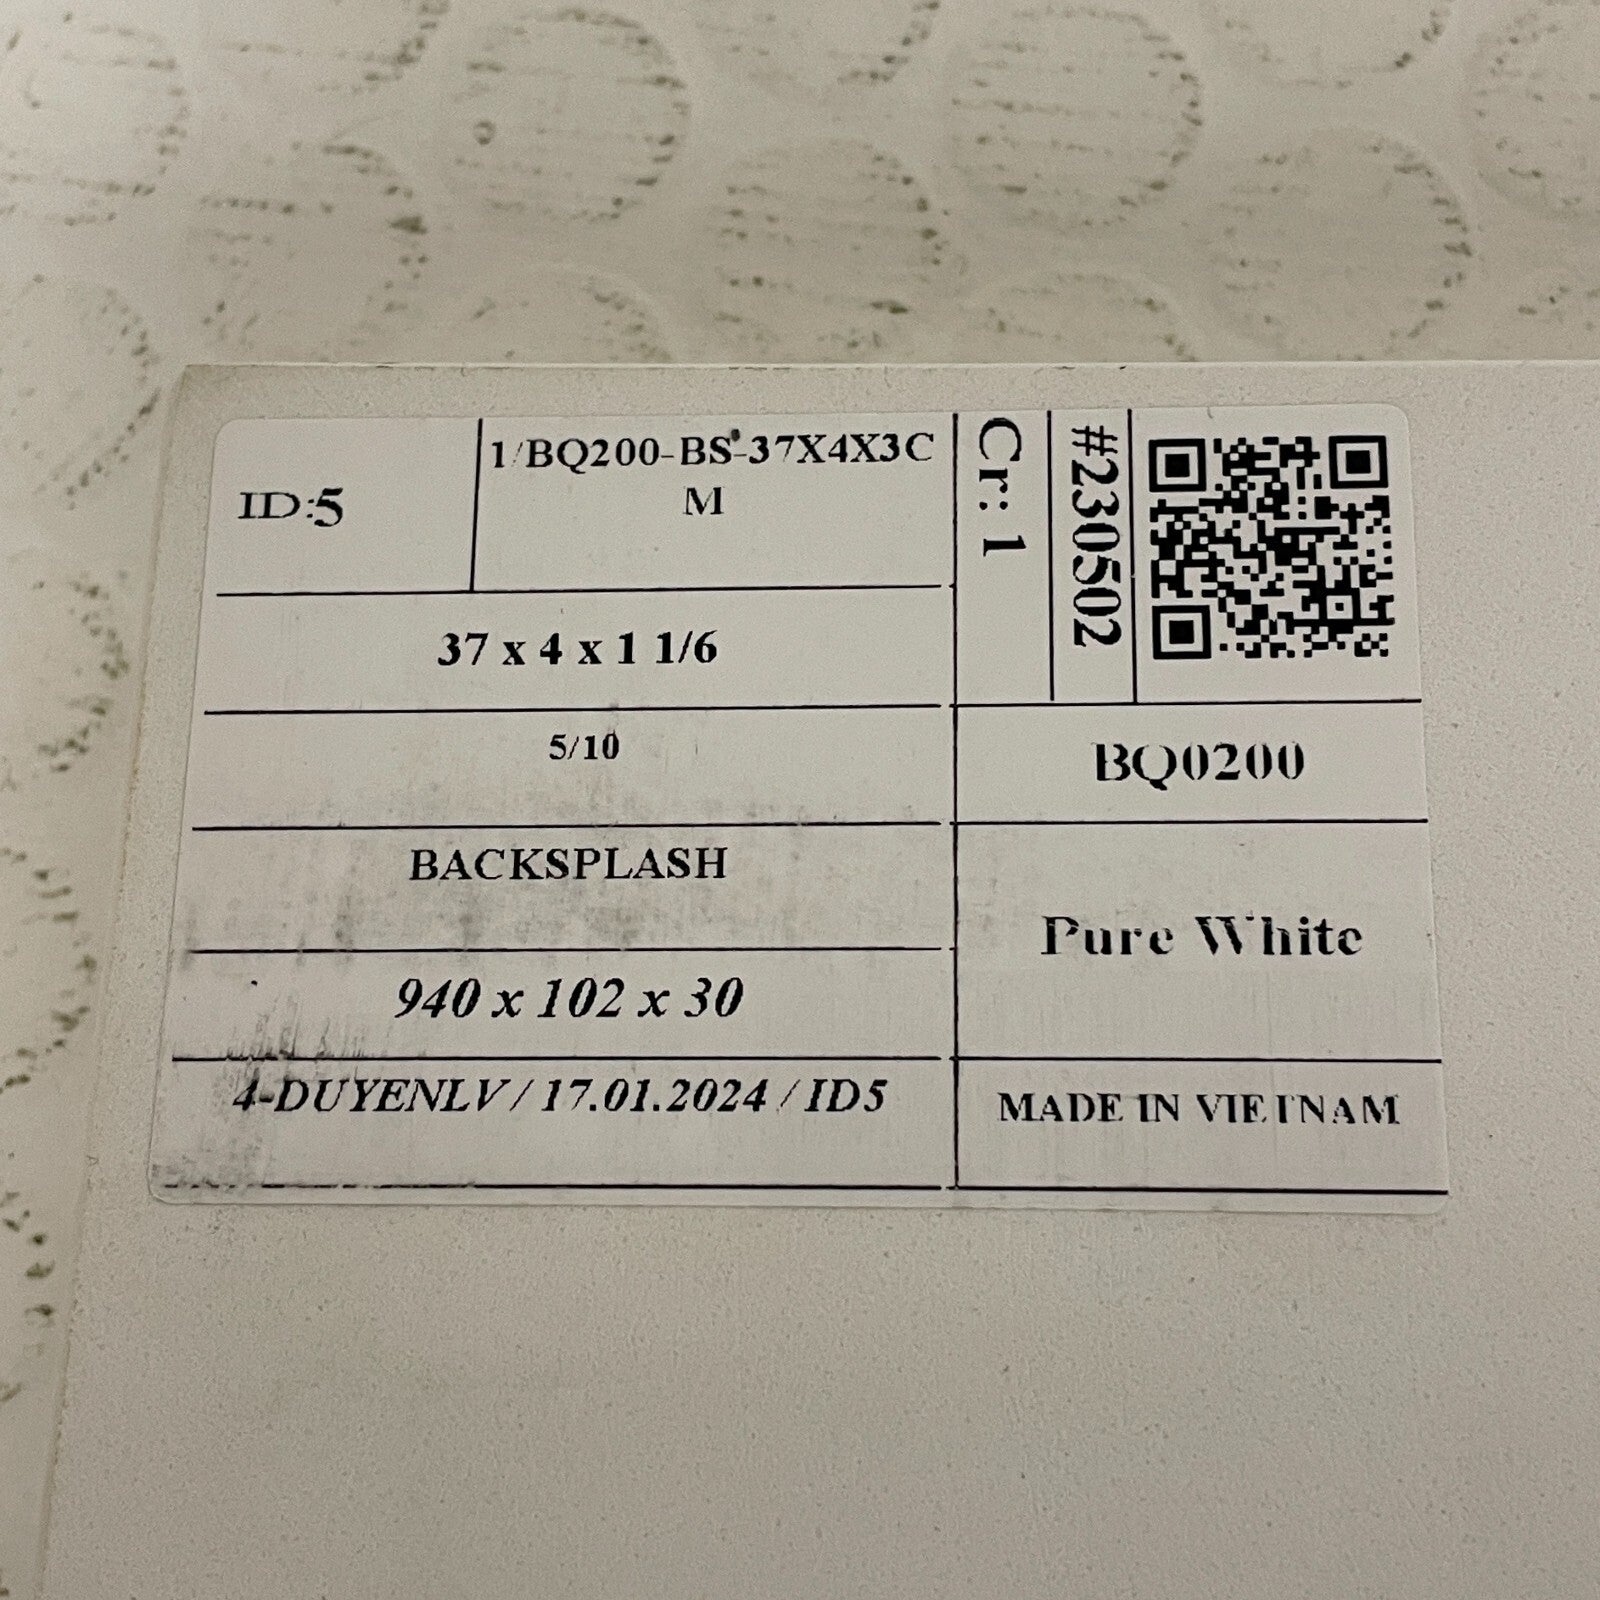 ID:5
1/BQ200-BS-37X4X3C
M
Cr: 1
#230502
37 x 4 x 1 1/6
5/10
BQ0200
BACKSPLASH
Pure White
940 x 102 x 30
4-DUYENLV / 17.01.2024 / ID5
MADE IN VIETNAM